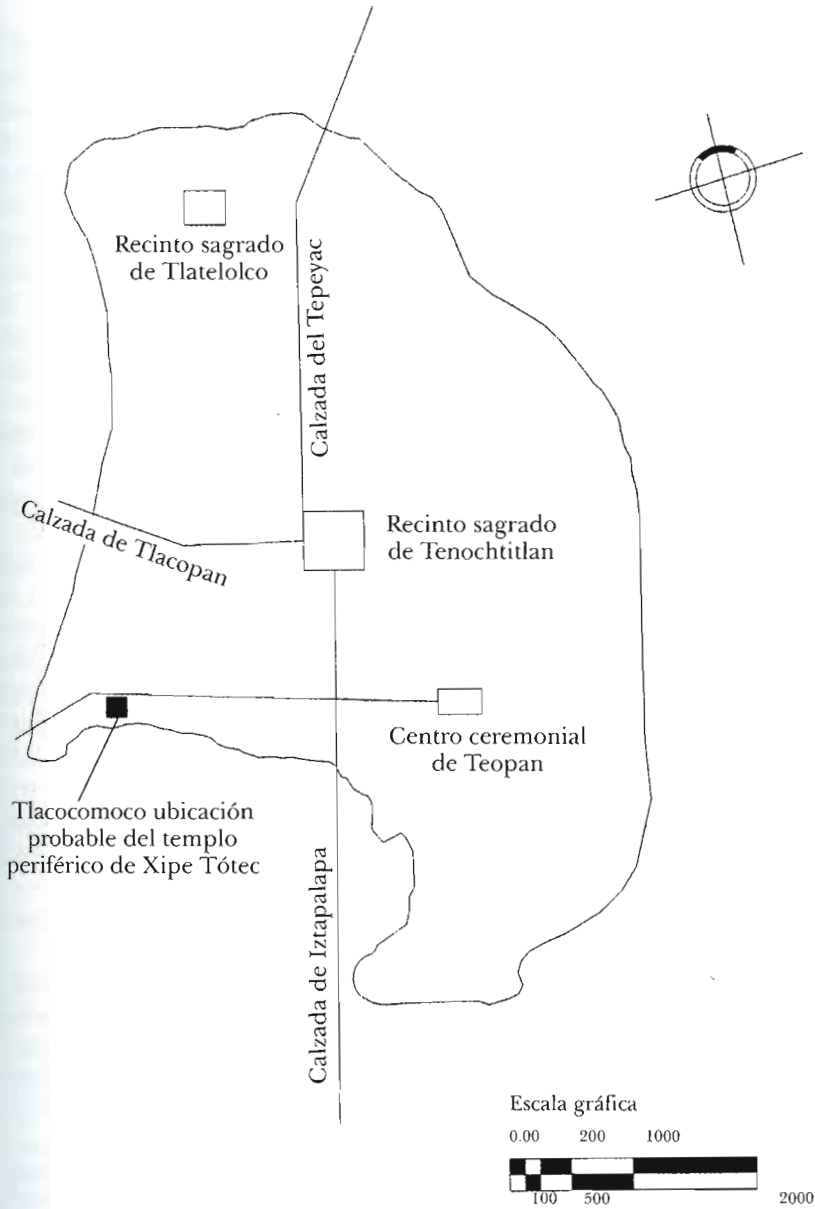 Recinto sagrado
de Tlatelolco
Calzada del Tepeyac
Calzada de Tlacopan
Recinto sagrado
de Tenochtitlan
Centro ceremonial
de Teopan
Tlacocomoco ubicación
probable del templo
periférico de Xipe Tótec
Calzada de Iztapalapa
Escala gráfica
0.00 200 1000
100 500 2000